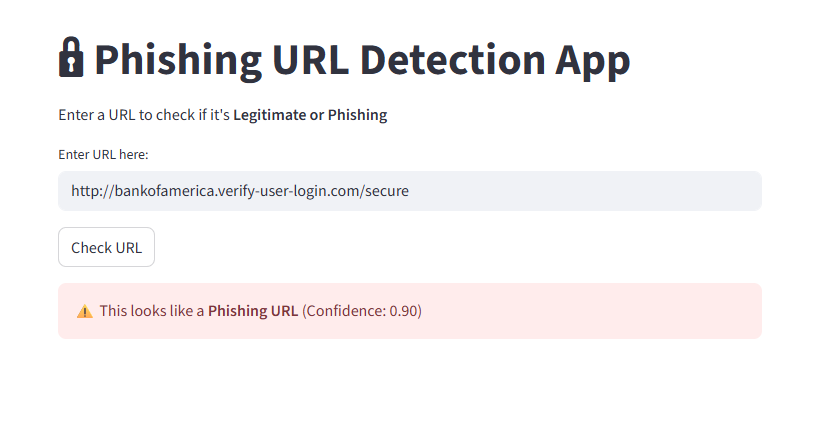 Phishing URL Detection App
Enter a URL to check if it's Legitimate or Phishing
Enter URL here:
http://bankofamerica.verify-user-login.com/secure
Check URL
This looks like a Phishing URL (Confidence: 0.90)